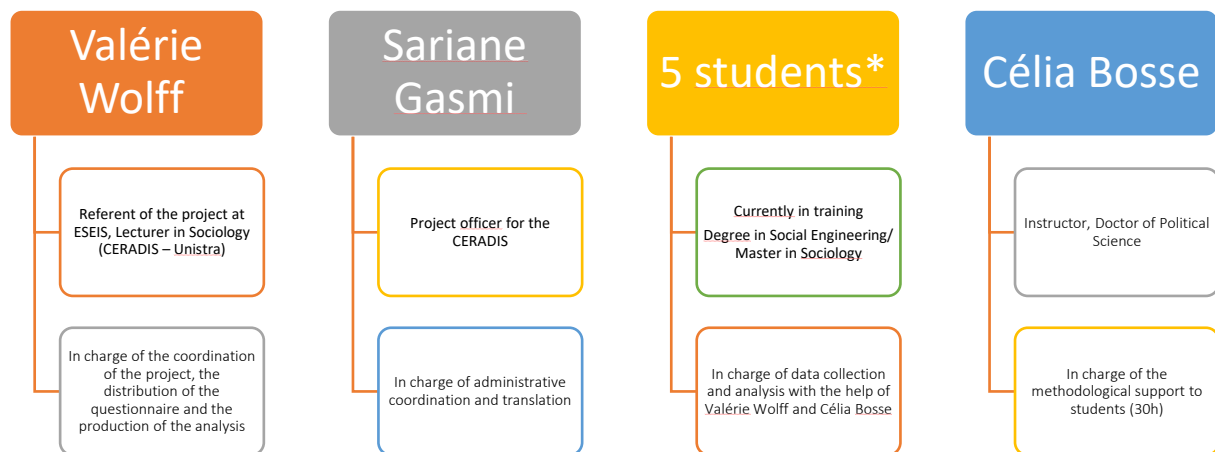 Valérie
Wolff
Referent of the project at
ESEIS, Lecturer in Sociology
(CERADIS – Unistra)
In charge of the coordination
of the project, the
distribution of the
questionnaire and the
production of the analysis
Sariane
Gasmi
Project officer for the
CERADIS
In charge of administrative
coordination and translation
5 students*
Currently in training
Degree in Social Engineering/
Master in Sociology
In charge of data collection
and analysis with the help of
Valérie Wolff and Célia Bosse
Célia Bosse
Instructor, Doctor of Political
Science
In charge of the
methodological support to
students (30h)